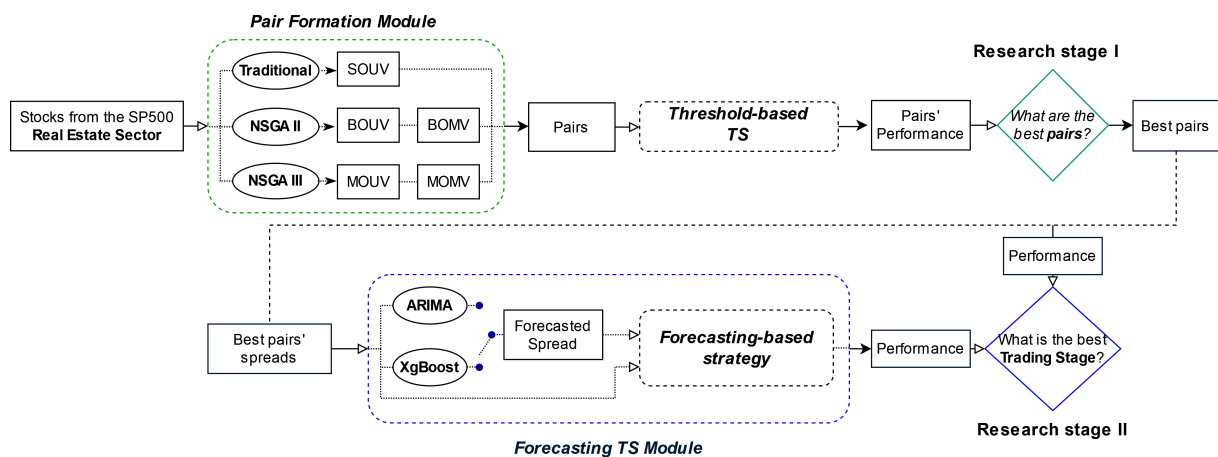 Pair Formation Module
Research stage I
Traditional
SOUV
Stocks from the SP500
Real Estate Sector
NSGA II
BOUV
BOMV
NSGA III
MOUV
MOMV
Pairs
Threshold-based
TS
Pairs'
Performance
What are the
best pairs?
Best pairs
Performance
Best pairs'
spreads
ARIMA
XgBoost
Forecasted
Spread
Forecasting-based
strategy
Performance
What is the best
Trading Stage?
Research stage II
Forecasting TS Module